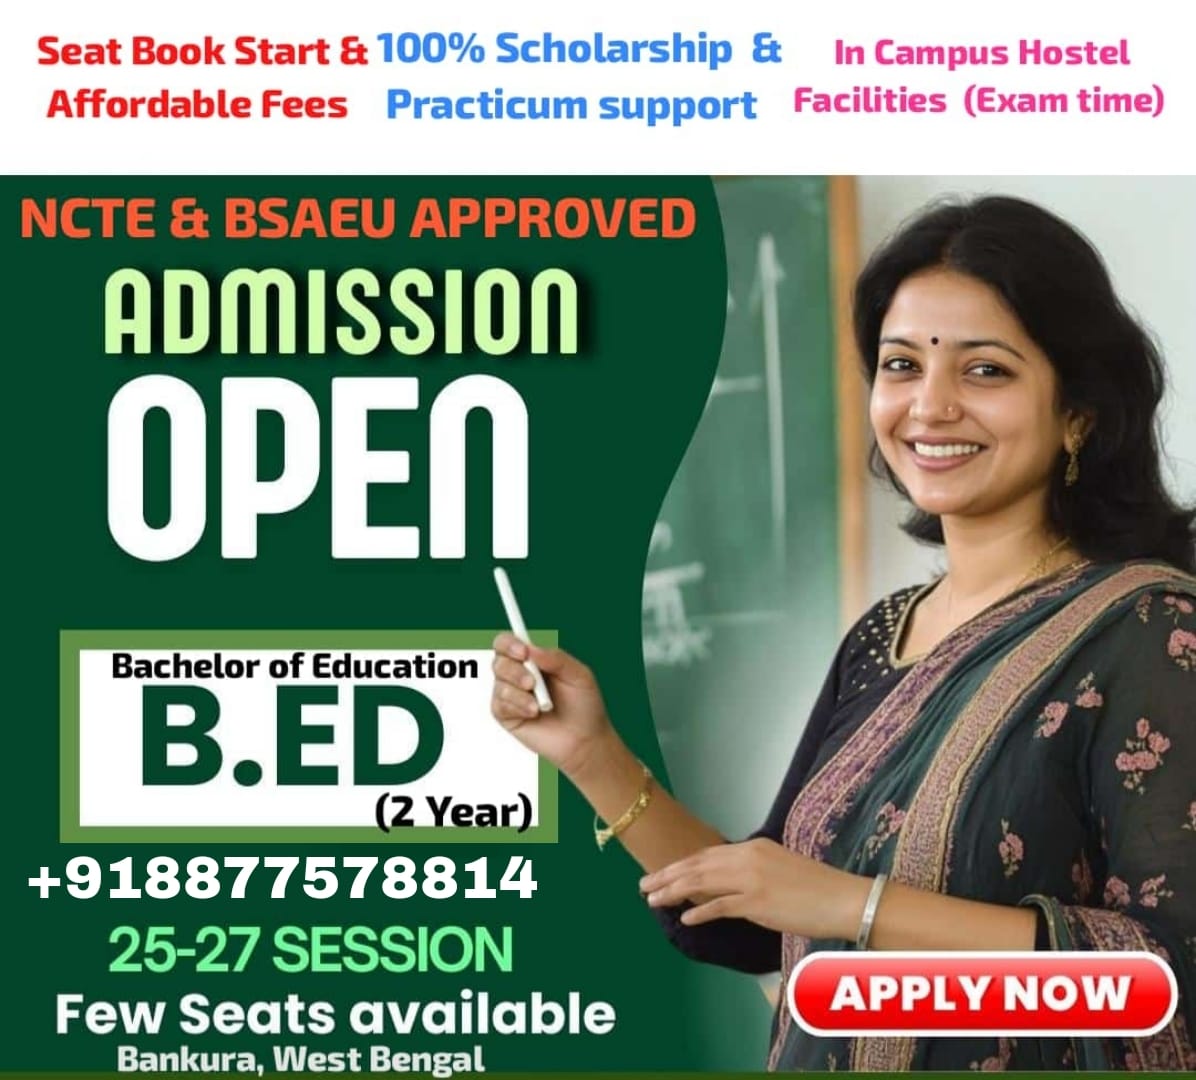 Seat Book Start &
Affordable Fees
100% Scholarship &
Practicum support
In Campus Hostel
Facilities (Exam time)
NCTE & BSAEU APPROVED
ADMISSION
OPEN
Bachelor of Education
B.ED
(2 Year)
+918877578814
25-27 SESSION
Few Seats available
Bankura, West Bengal
APPLY NOW